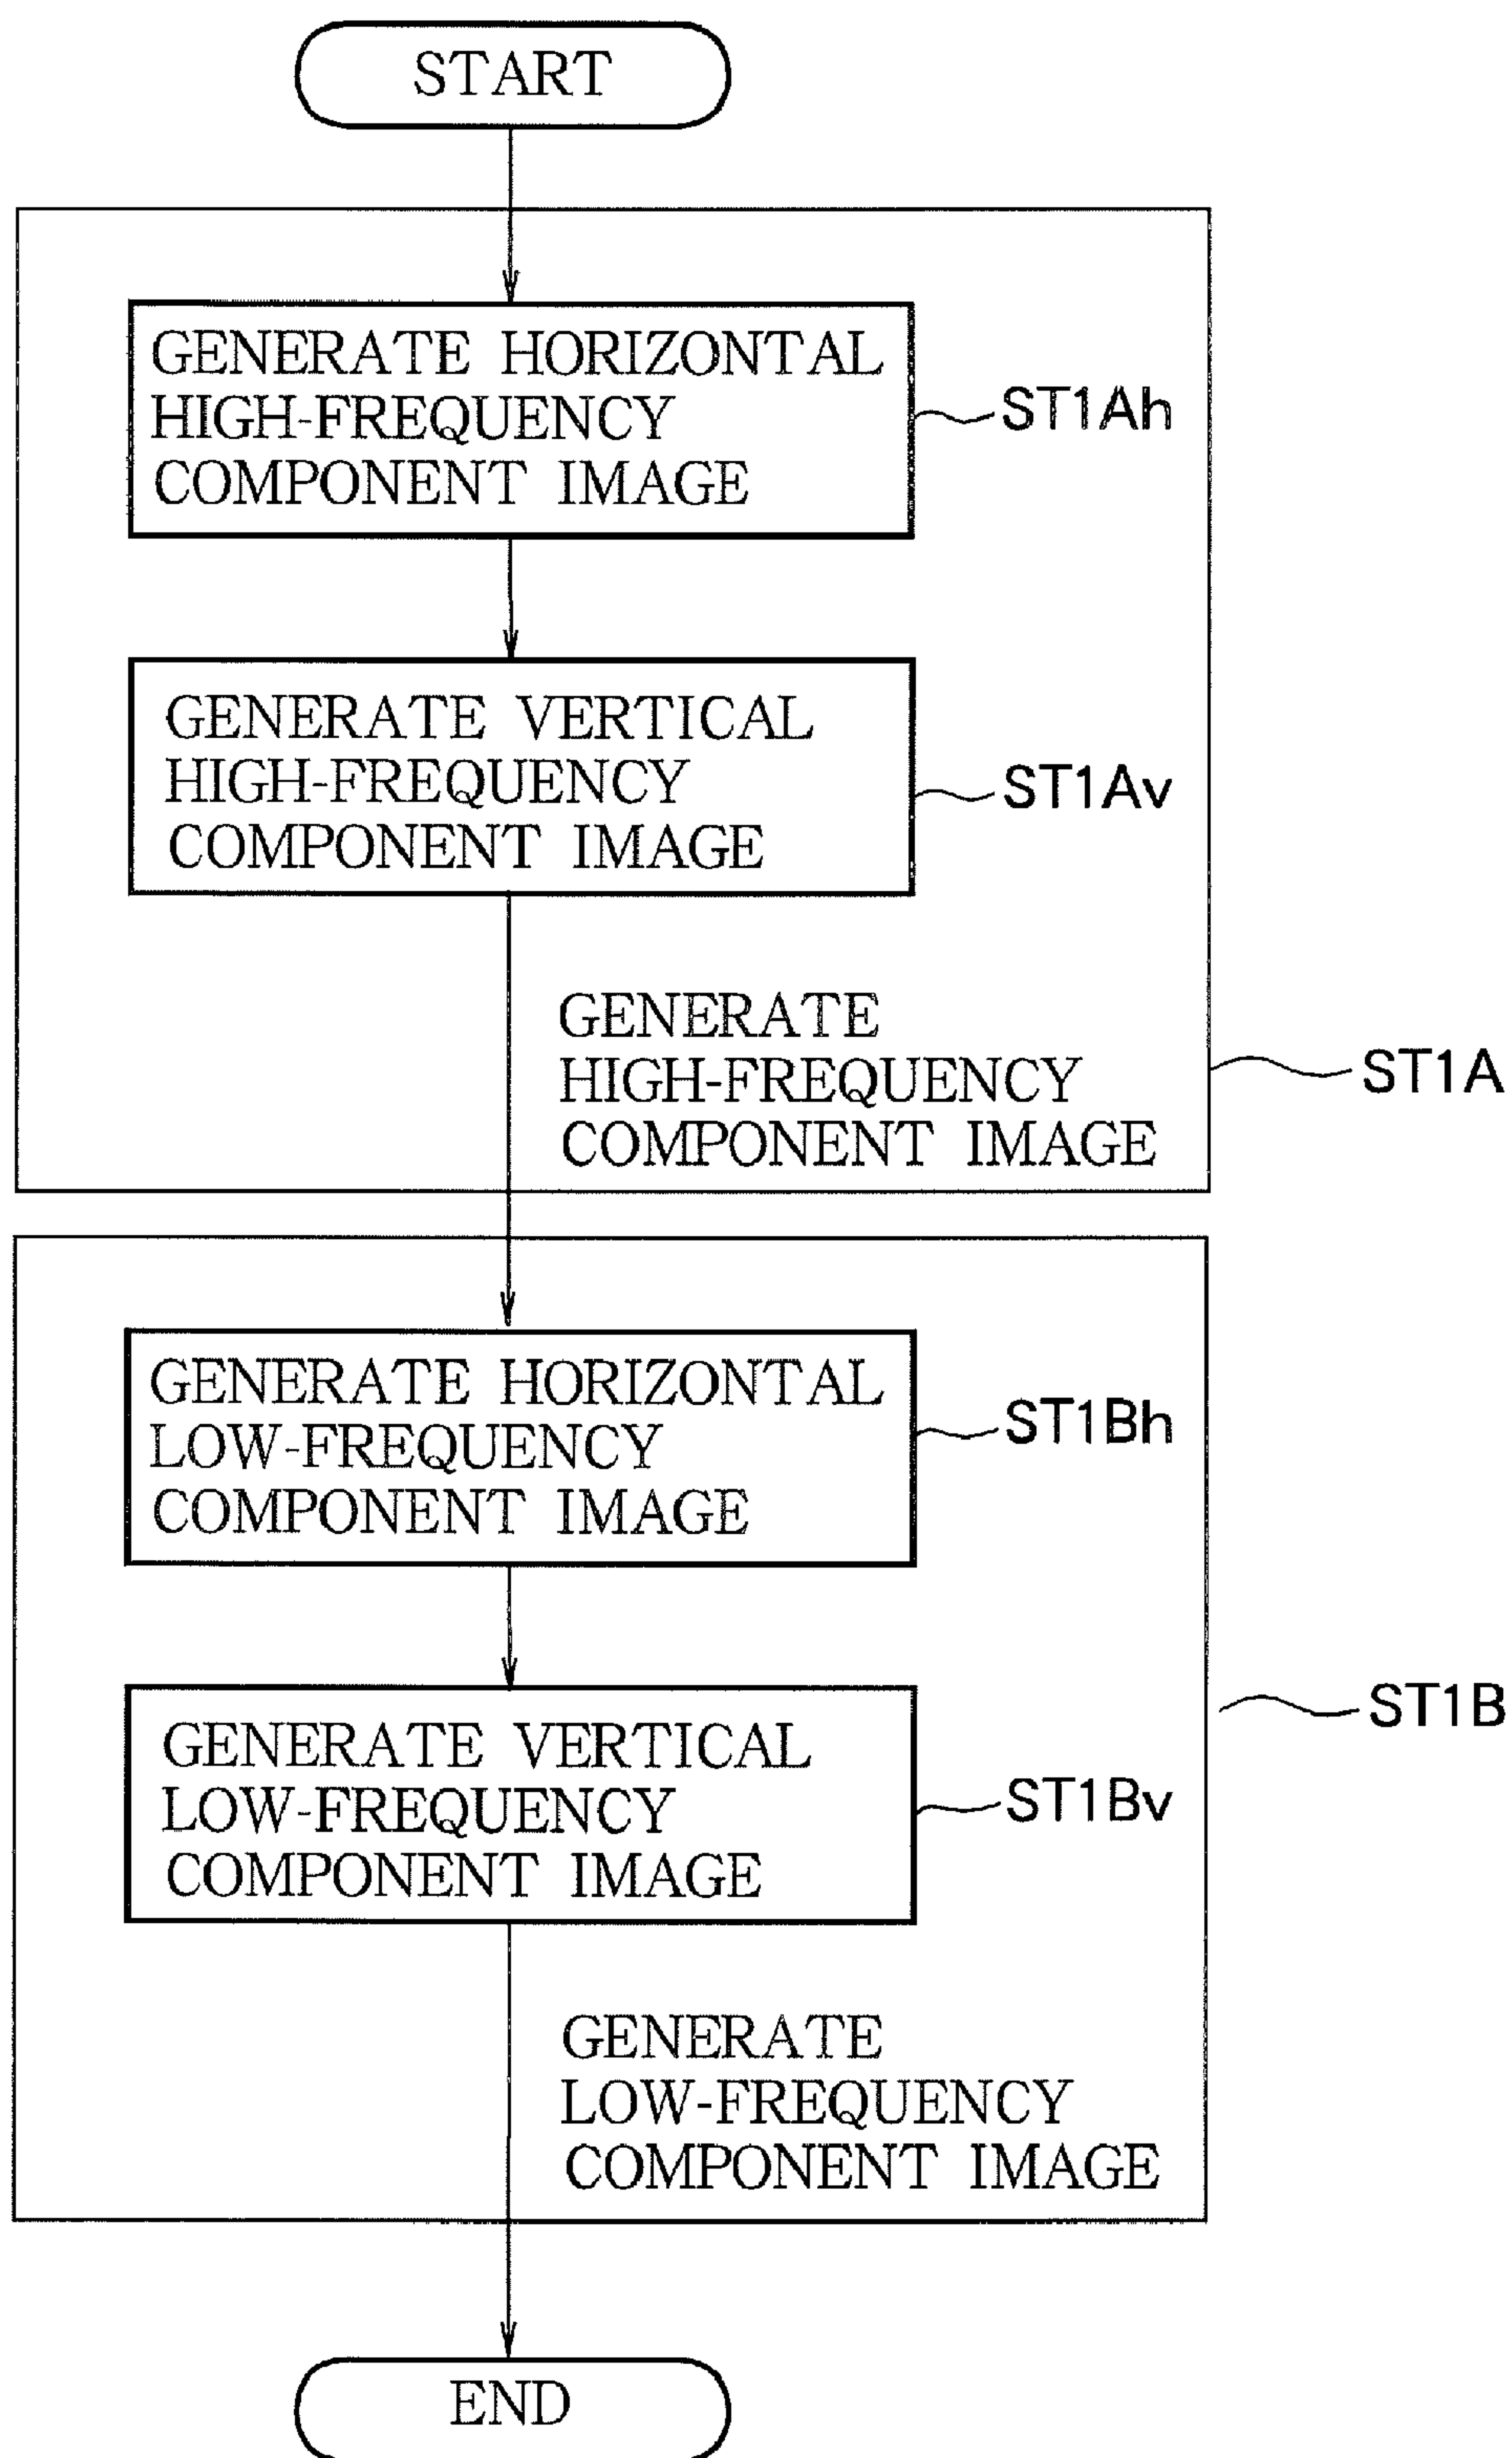 START
GENERATE HORIZONTAL
HIGH-FREQUENCY
COMPONENT IMAGE
ST1Ah
GENERATE VERTICAL
HIGH-FREQUENCY
COMPONENT IMAGE
ST1Av
GENERATE
HIGH-FREQUENCY
COMPONENT IMAGE
ST1A
GENERATE HORIZONTAL
LOW-FREQUENCY
COMPONENT IMAGE
ST1Bh
GENERATE VERTICAL
LOW-FREQUENCY
COMPONENT IMAGE
ST1Bv
ST1B
GENERATE
LOW-FREQUENCY
COMPONENT IMAGE
END